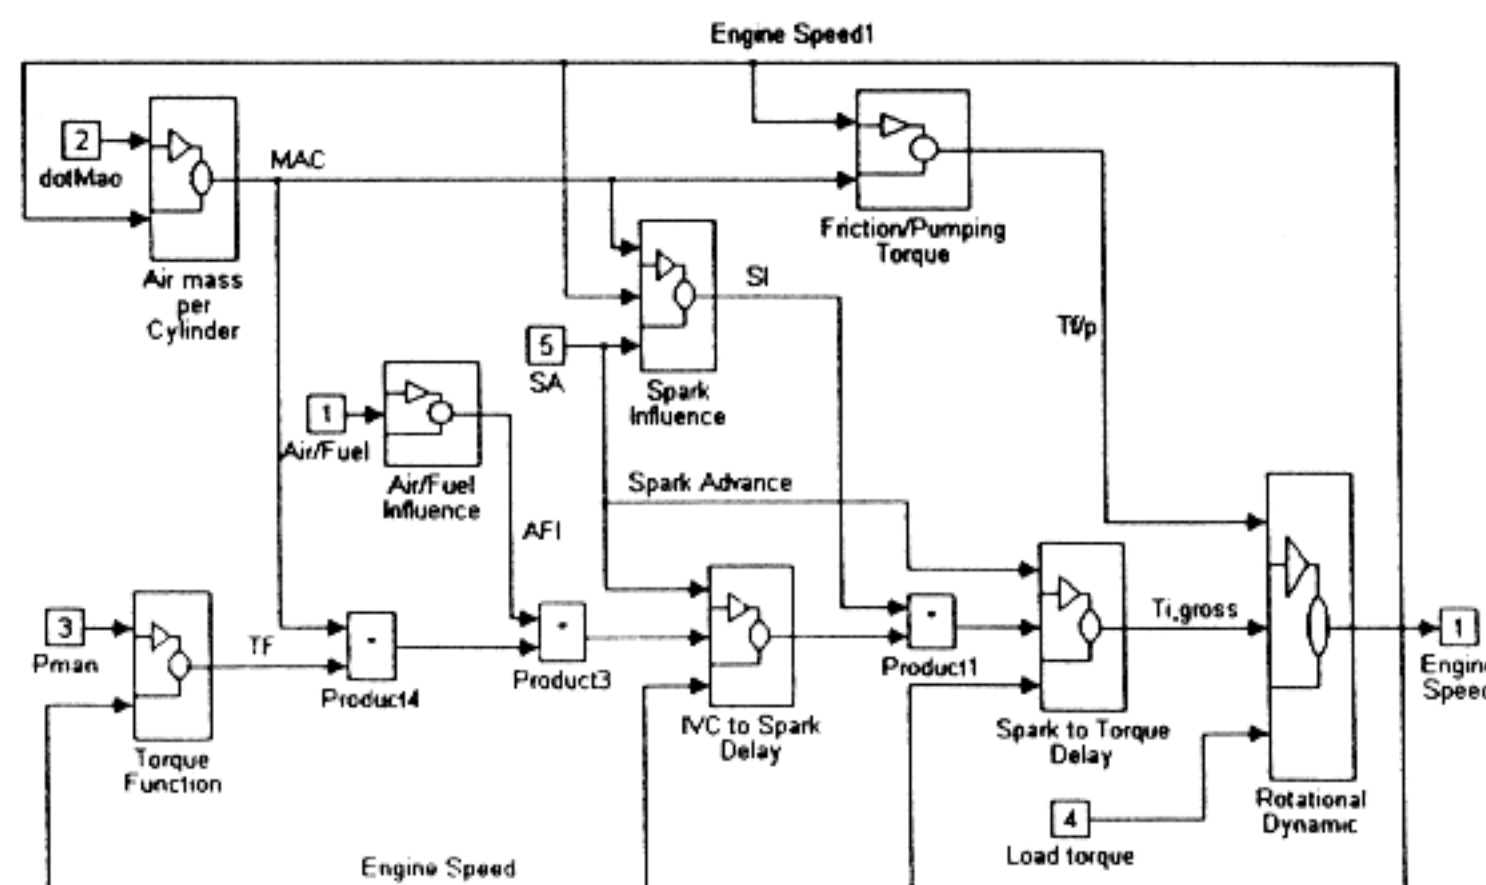 Engine Speed1
2
dotMao
MAC
Air mass
per
Cylinder
Friction/Pumping
Torque
SI
5
SA
Spark
Influence
Tf/p
1
Air/Fuel
Air/Fuel
Influence
AFI
Spark Advance
3
Pman
TF
Torque
Function
Product4
Product3
IVC to Spark
Delay
Product1
Ti,gross
Spark to Torque
Delay
1
Engine
Speed
Rotational
Dynamic
4
Load torque
Engine Speed